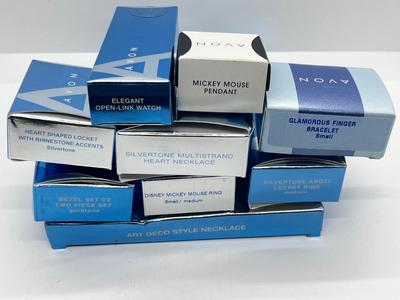 AVON
ELEGANT
OPEN-LINK WATCH
AVON
MICKEY MOUSE
PENDANT
AVON
GLAMOROUS FINGER
BRACELET
Small
AVON
HEART SHAPED LOCKET
WITH RHINESTONE ACCENTS
Silvertone
SILVERTONE MULTISTRAND
HEART NECKLACE
BEZEL SET CZ
TWO PIECE SET
goldtone
DISNEY MICKEY MOUSE RING
Small / medium
SILVERTONE ANGEL
LOCKET RING
ART DECO STYLE NECKLACE